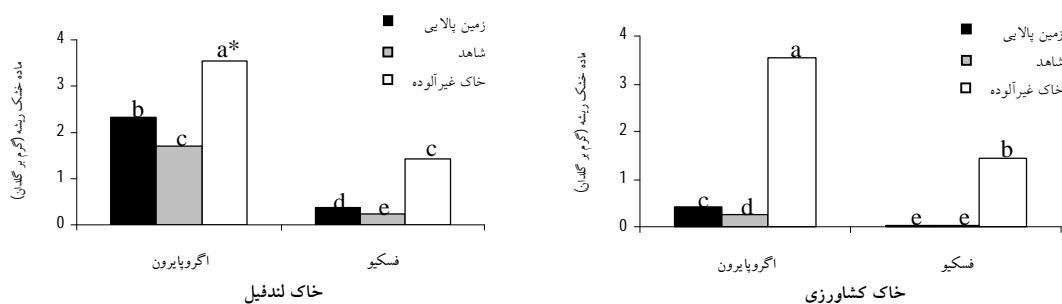 زمین پالایی
شاهد
خاک غیرآلوده
ماده خشک ریشه (گرم بر گلدان)
4
3
2
1
0
b
c
a*
d
e
c
اگروپایرون
فسکیو
خاک لندفیل
زمین پالایی
شاهد
خاک غیرآلوده
ماده خشک ریشه (گرم بر گلدان)
4
3
2
1
0
c
d
a
e
e
b
اگروپایرون
فسکیو
خاک کشاورزی